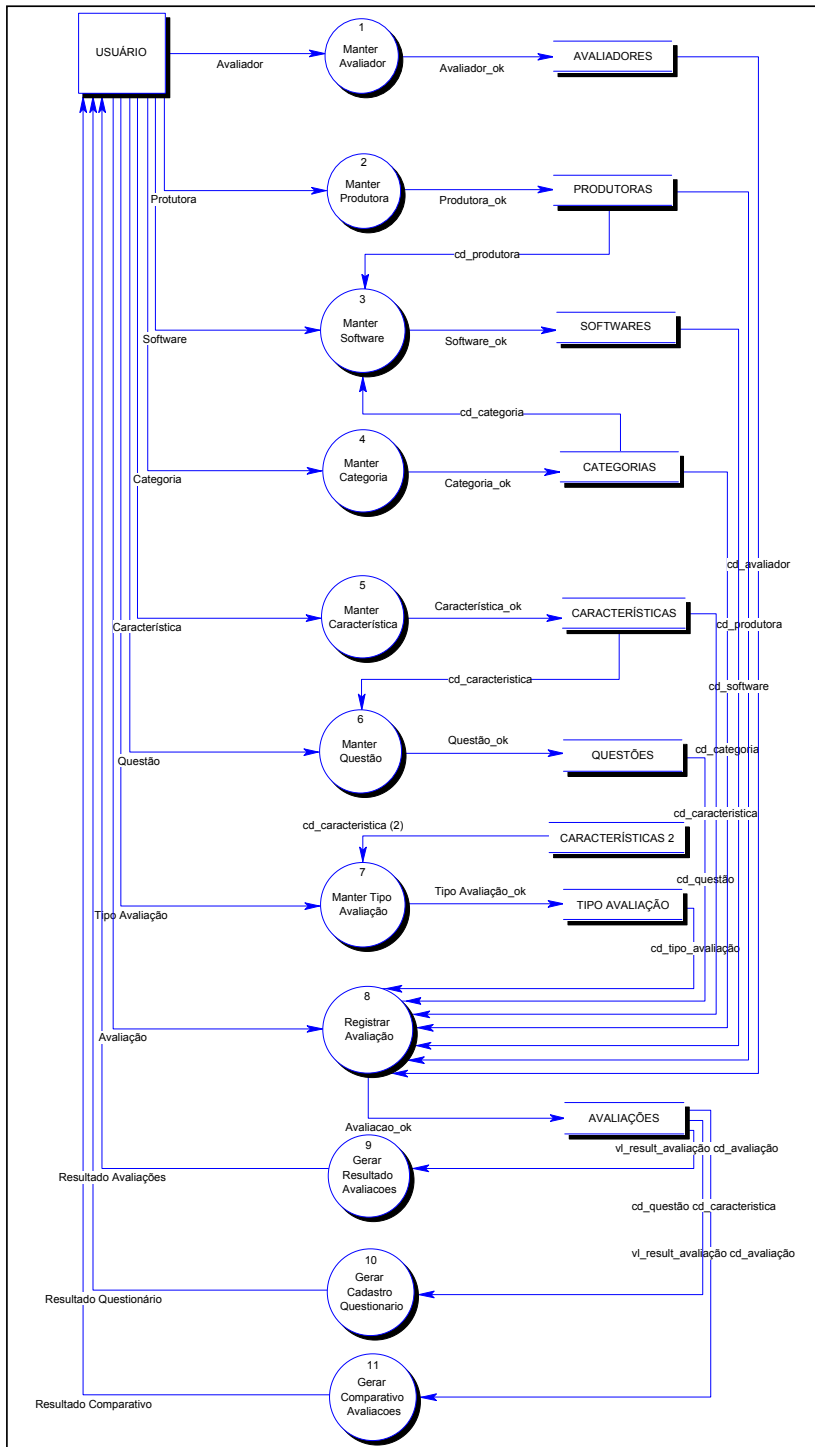 USUÁRIO
Avaliador
1
Manter
Avaliador
Avaliador_ok
AVALIADORES
Protutora
2
Manter
Produtora
Produtora_ok
PRODUTORAS
cd_produtora
Software
3
Manter
Software
Software_ok
SOFTWARES
cd_categoria
Categoria
4
Manter
Categoria
Categoria_ok
CATEGORIAS
cd_avaliador
Característica
5
Manter
Característica
Característica_ok
CARACTERÍSTICAS
cd_produtora
cd_caracteristica
cd_software
Questão
6
Manter
Questão
Questão_ok
QUESTÕES
cd_categoria
cd_caracteristica
cd_caracteristica (2)
CARACTERÍSTICAS 2
cd_questão
Tipo Avaliação
7
Manter Tipo
Avaliação
Tipo Avaliação_ok
TIPO AVALIAÇÃO
cd_tipo_avaliação
Avaliação
8
Registrar
Avaliação
Avaliacao_ok
AVALIAÇÕES
vl_result_avaliação cd_avaliação
Resultado Avaliações
9
Gerar
Resultado
Avaliacoes
cd_questão cd_caracteristica
vl_result_avaliação cd_avaliação
Resultado Questionário
10
Gerar
Cadastro
Questionario
Resultado Comparativo
11
Gerar
Comparativo
Avaliacoes